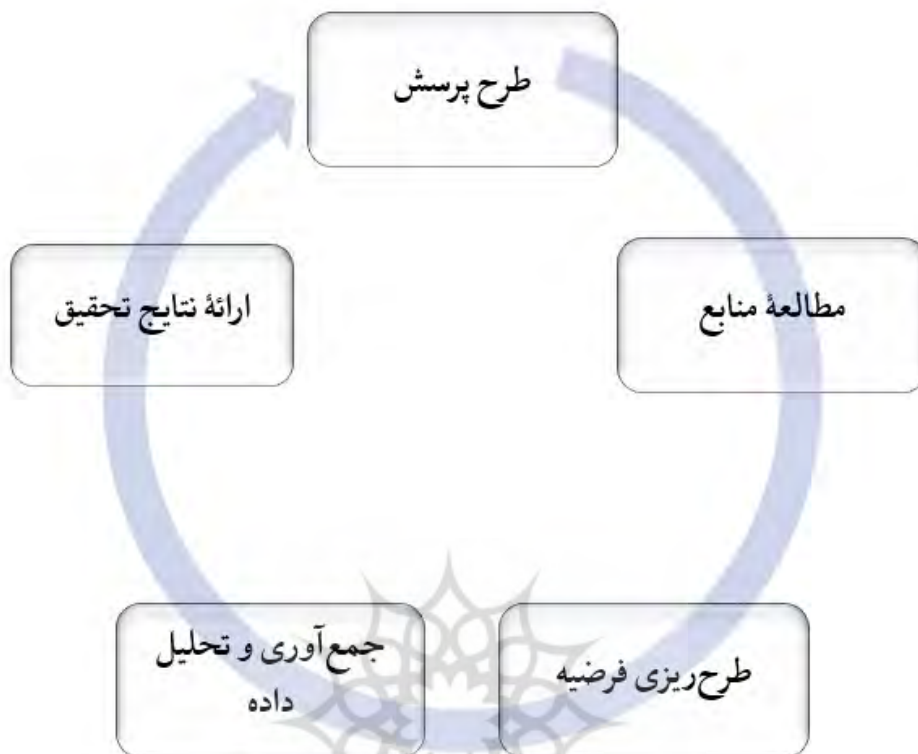 طرح پرسش
مطالعهٔ منابع
طرح‌ریزی فرضیه
جمع‌آوری و تحلیل
داده
ارائهٔ نتایج تحقیق